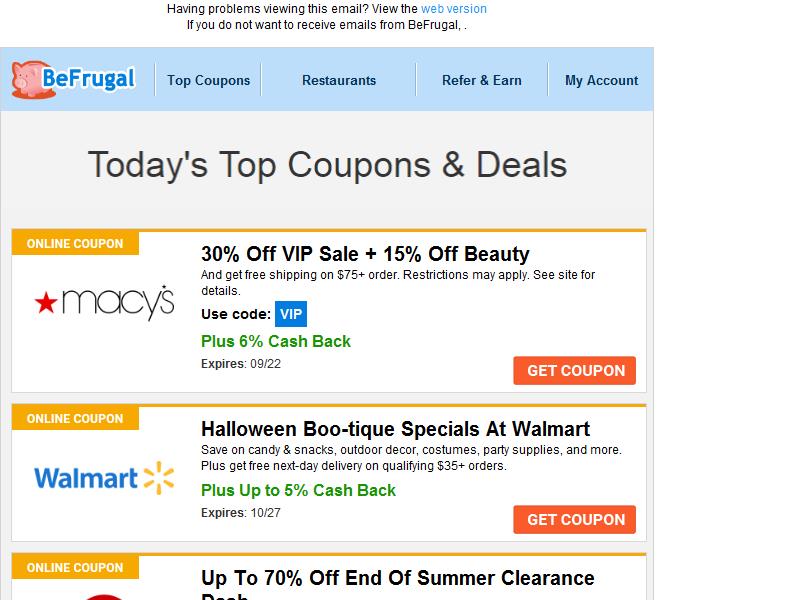 Having problems viewing this email? View the web version
If you do not want to receive emails from BeFrugal, .
BeFrugal
Top Coupons
Restaurants
Refer & Earn
My Account
Today's Top Coupons & Deals
ONLINE COUPON
30% Off VIP Sale + 15% Off Beauty
And get free shipping on $75+ order. Restrictions may apply. See site for
details.
macy's
Use code: VIP
Plus 6% Cash Back
Expires: 09/22
GET COUPON
ONLINE COUPON
Halloween Boo-tique Specials At Walmart
Save on candy & snacks, outdoor decor, costumes, party supplies, and more.
Plus get free next-day delivery on qualifying $35+ orders.
Walmart
Plus Up to 5% Cash Back
Expires: 10/27
GET COUPON
ONLINE COUPON
Up To 70% Off End Of Summer Clearance